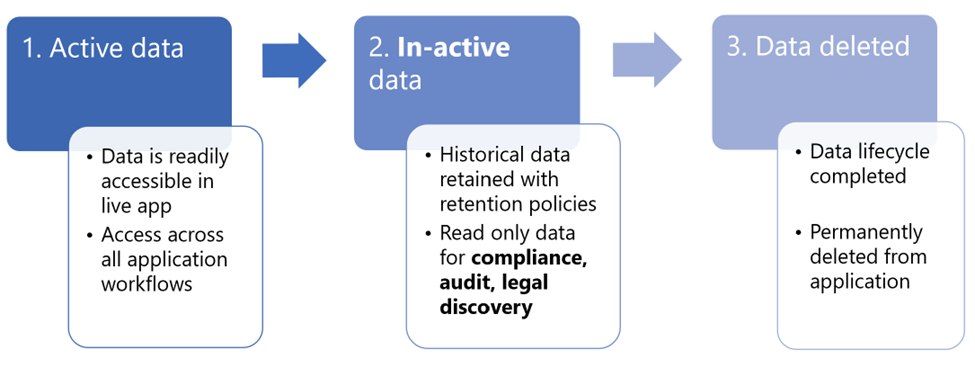 1. Active data
• Data is readily
accessible in
live app
• Access across
all application
workflows
2. In-active
data
• Historical data
retained with
retention policies
• Read only data
for compliance,
audit, legal
discovery
3. Data deleted
• Data lifecycle
completed
• Permanently
deleted from
application